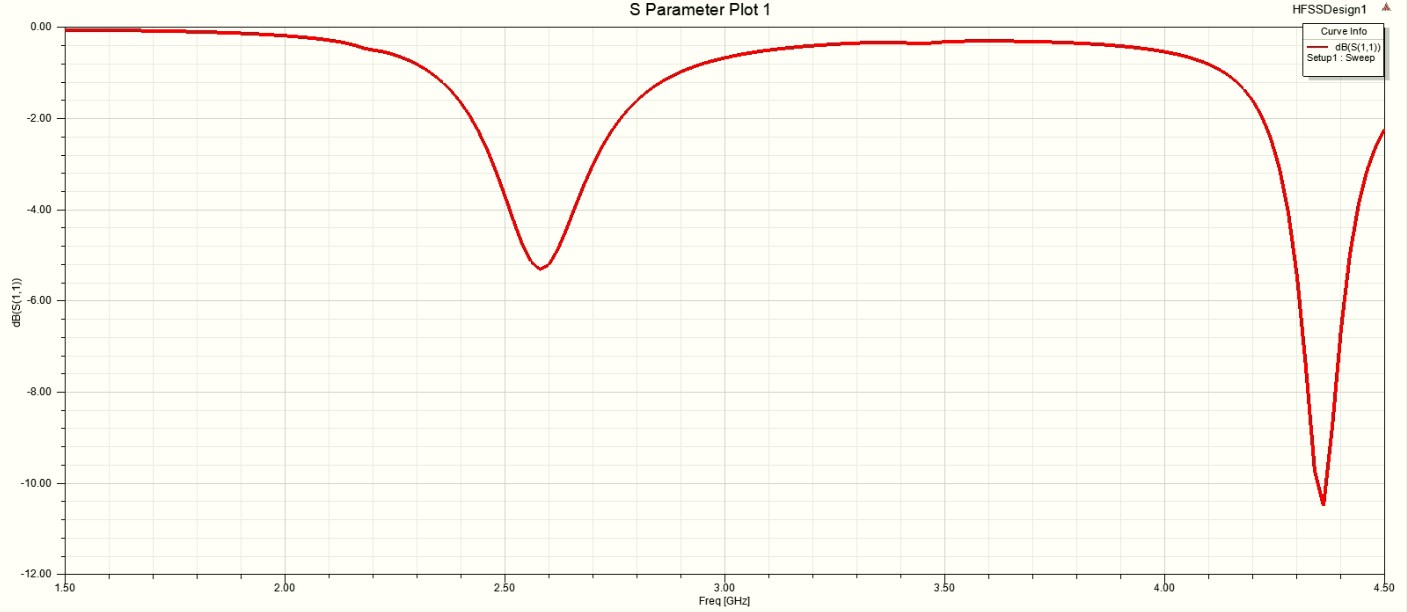 S Parameter Plot 1
HFSSDesign1
Curve Info
dB(S(1,1))
Setup1 : Sweep
0.00
-2.00
-4.00
-6.00
-8.00
-10.00
-12.00
dB(S(1,1))
1.50
2.00
2.50
3.00
3.50
4.00
4.50
Freq [GHz]